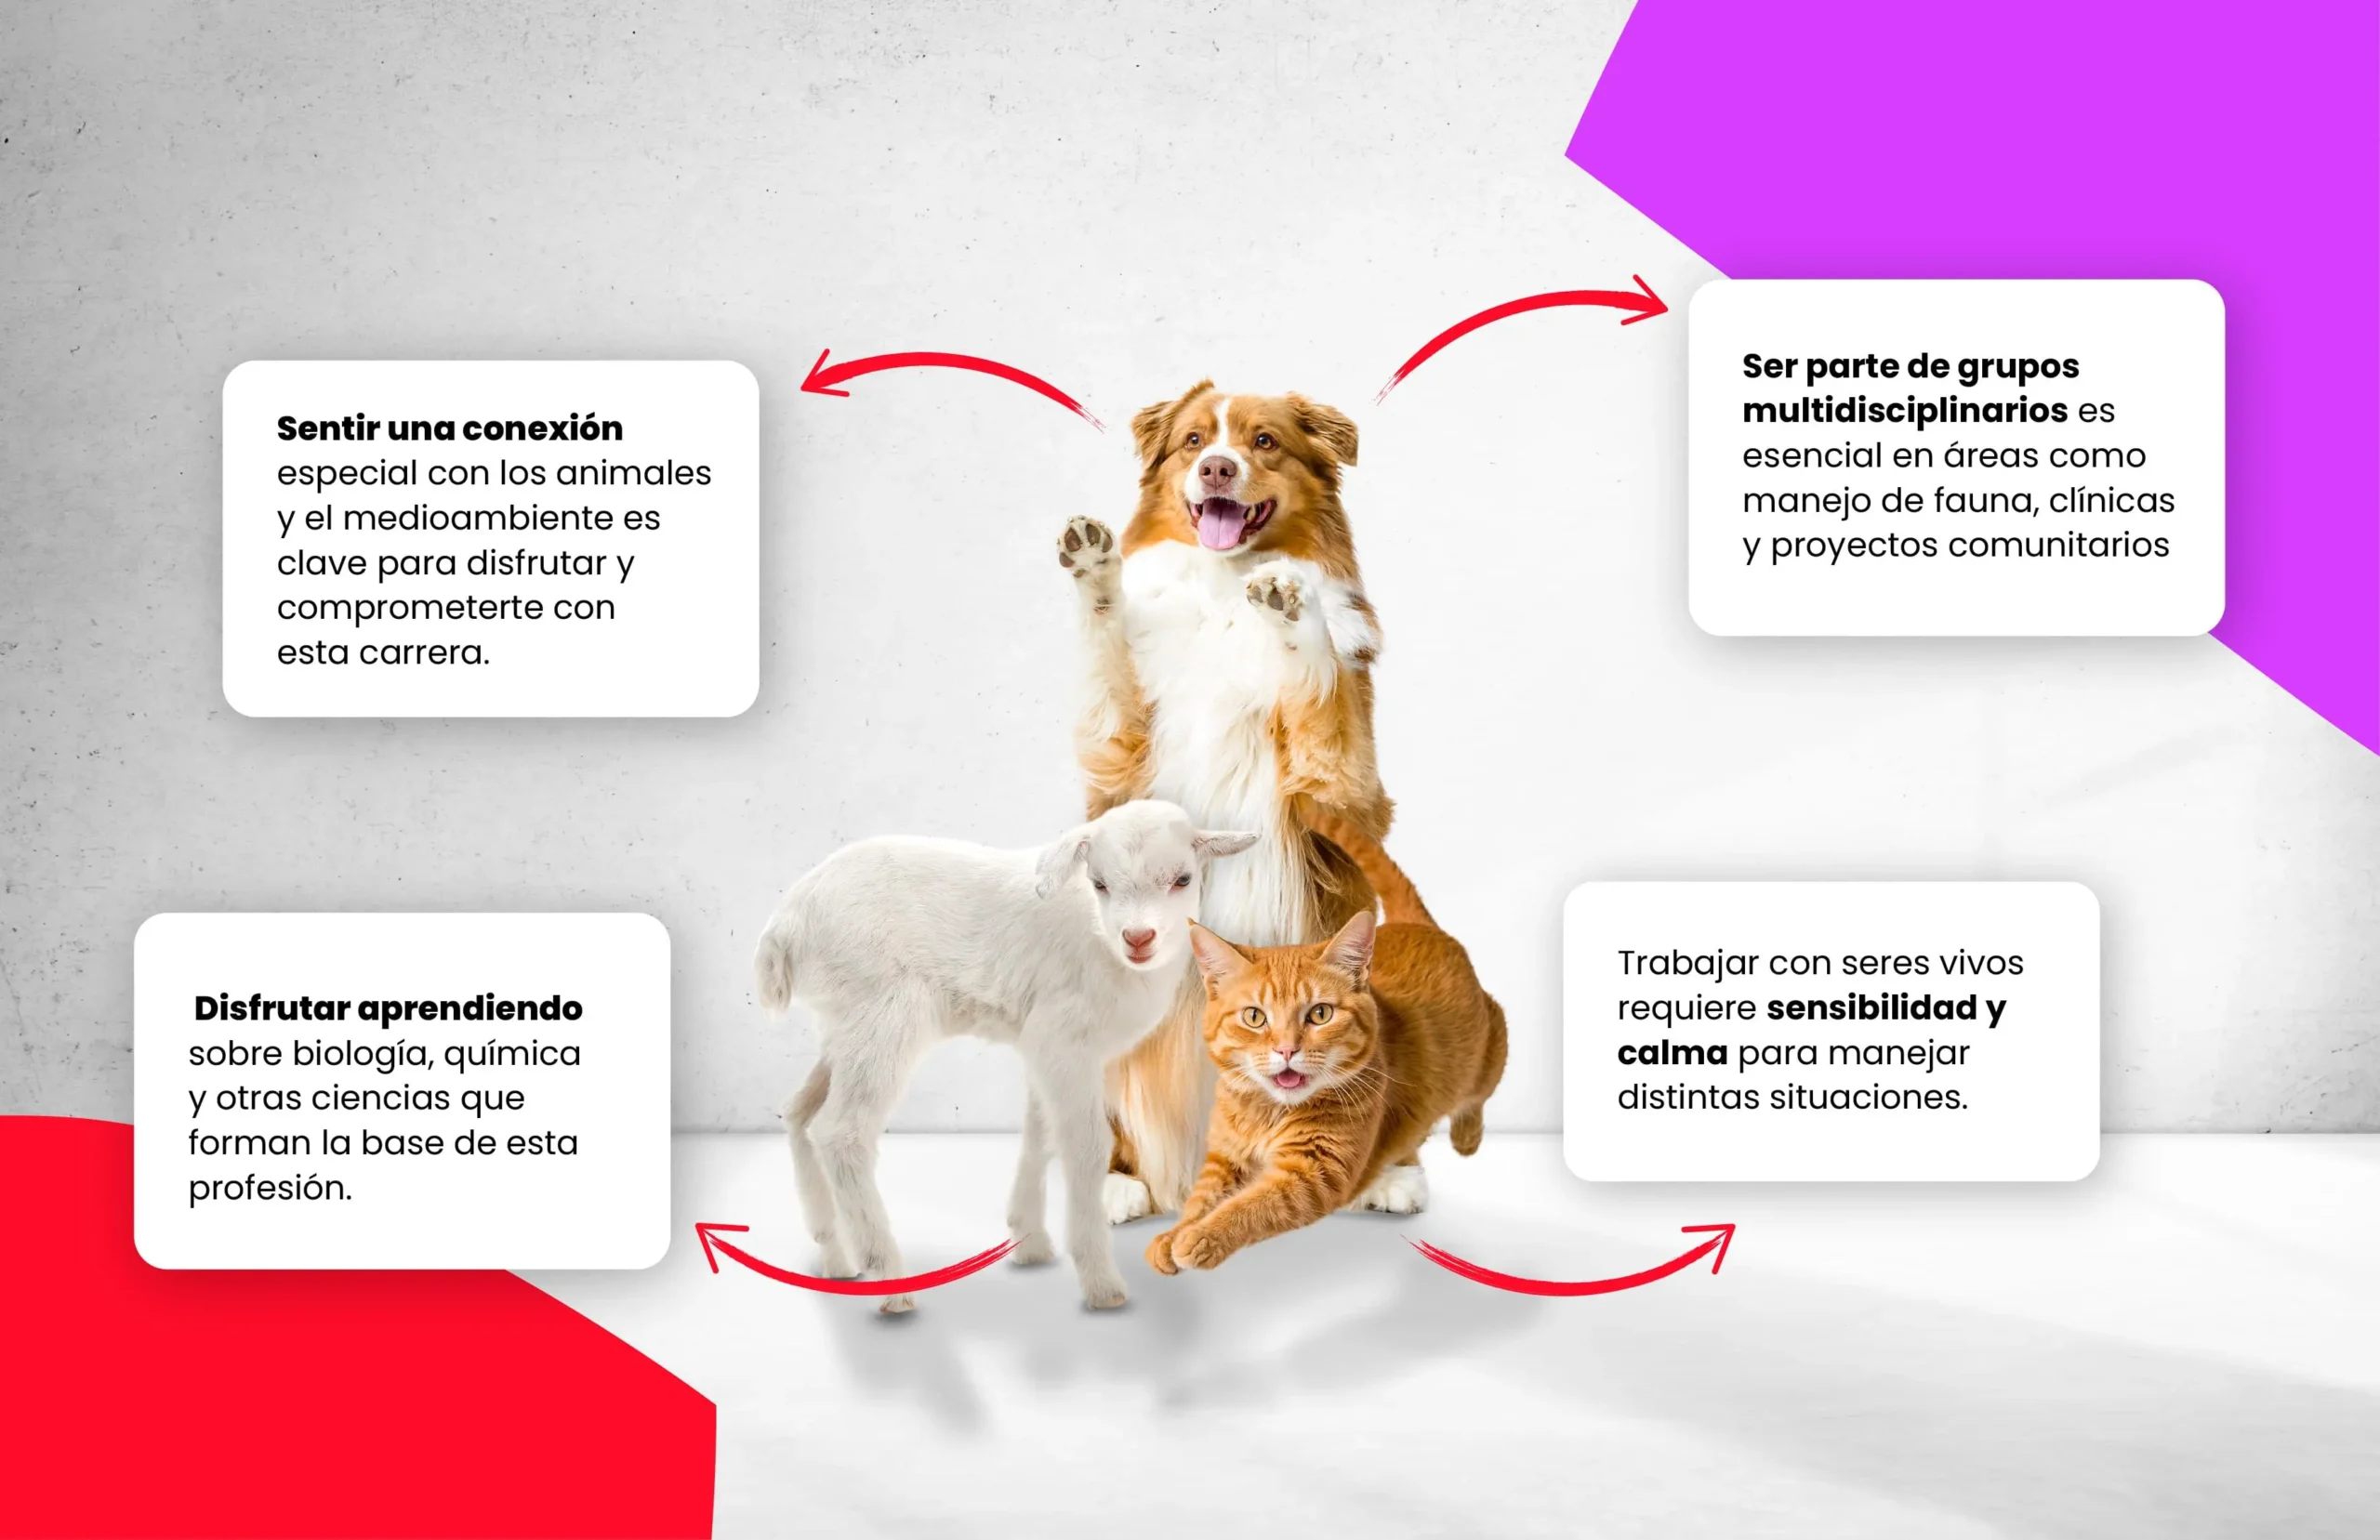 Sentir una conexión
especial con los animales
y el medioambiente es
clave para disfrutar y
comprometerte con
esta carrera.
Ser parte de grupos
multidisciplinarios es
esencial en áreas como
manejo de fauna, clínicas
y proyectos comunitarios
Disfrutar aprendiendo
sobre biología, química
y otras ciencias que
forman la base de esta
profesión.
Trabajar con seres vivos
requiere sensibilidad y
calma para manejar
distintas situaciones.